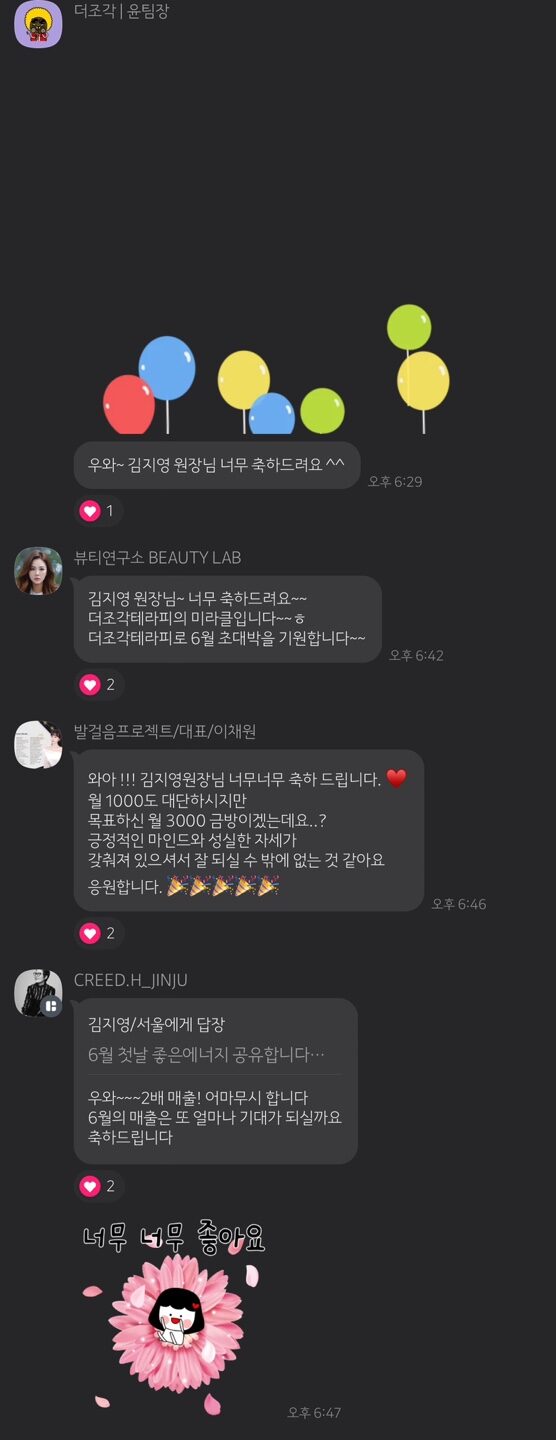 더조각 | 윤팀장
우와~ 김지영 원장님 너무 축하드려요 ^^
오후 6:29
1
뷰티연구소 BEAUTY LAB
김지영 원장님~ 너무 축하드려요~~
더조각테라피의 미라클입니다~~ㅎ
더조각테라피로 6월 초대박을 기원합니다~~
오후 6:42
2
발걸음프로젝트/대표/이채원
와아 !!! 김지영원장님 너무너무 축하 드립니다. ♥️
월 1000도 대단하시지만
목표하신 월 3000 금방이겠는데요..?
긍정적인 마인드와 성실한 자세가
갖춰져 있으셔서 잘 되실 수 밖에 없는 것 같아요
응원합니다. 🎉🎉🎉🎉🎉
오후 6:46
2
CREED.H_JINJU
김지영/서울에게 답장
6월 첫날 좋은에너지 공유합니다…
우와~~~2배 매출! 어마무시 합니다
6월의 매출은 또 얼마나 기대가 되실까요
축하드립니다
2
너무 너무 좋아요
오후 6:47